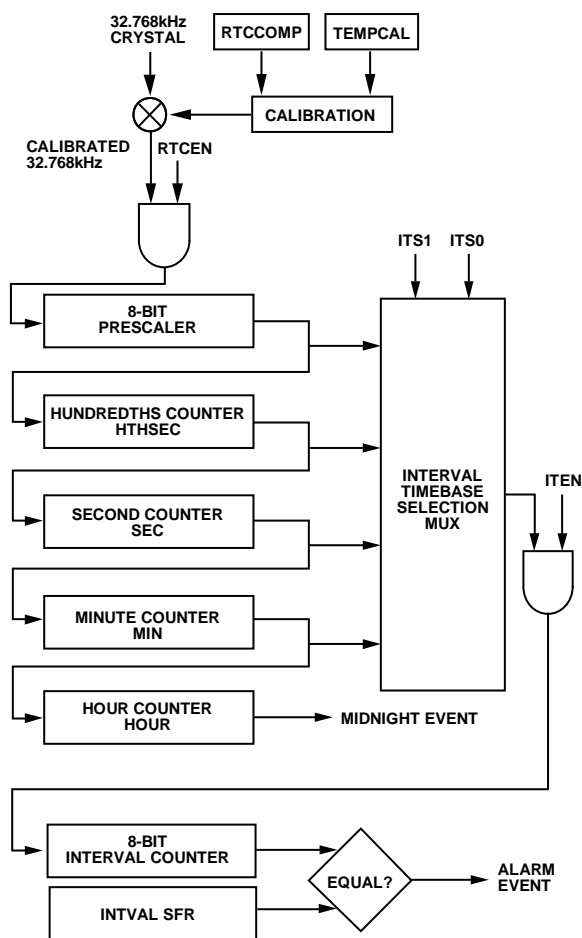 32.768kHz
CRYSTAL
RTCCOMP
TEMPCAL
CALIBRATION
CALIBRATED
32.768kHz
RTCEN
ITS1
ITS0
8-BIT
PRESCALER
HUNDREDTHS COUNTER
HTHSEC
INTERVAL
TIMEBASE
SELECTION
MUX
ITEN
SECOND COUNTER
SEC
MINUTE COUNTER
MIN
HOUR COUNTER
HOUR
MIDNIGHT EVENT
8-BIT
INTERVAL COUNTER
EQUAL?
ALARM
EVENT
INTVAL SFR